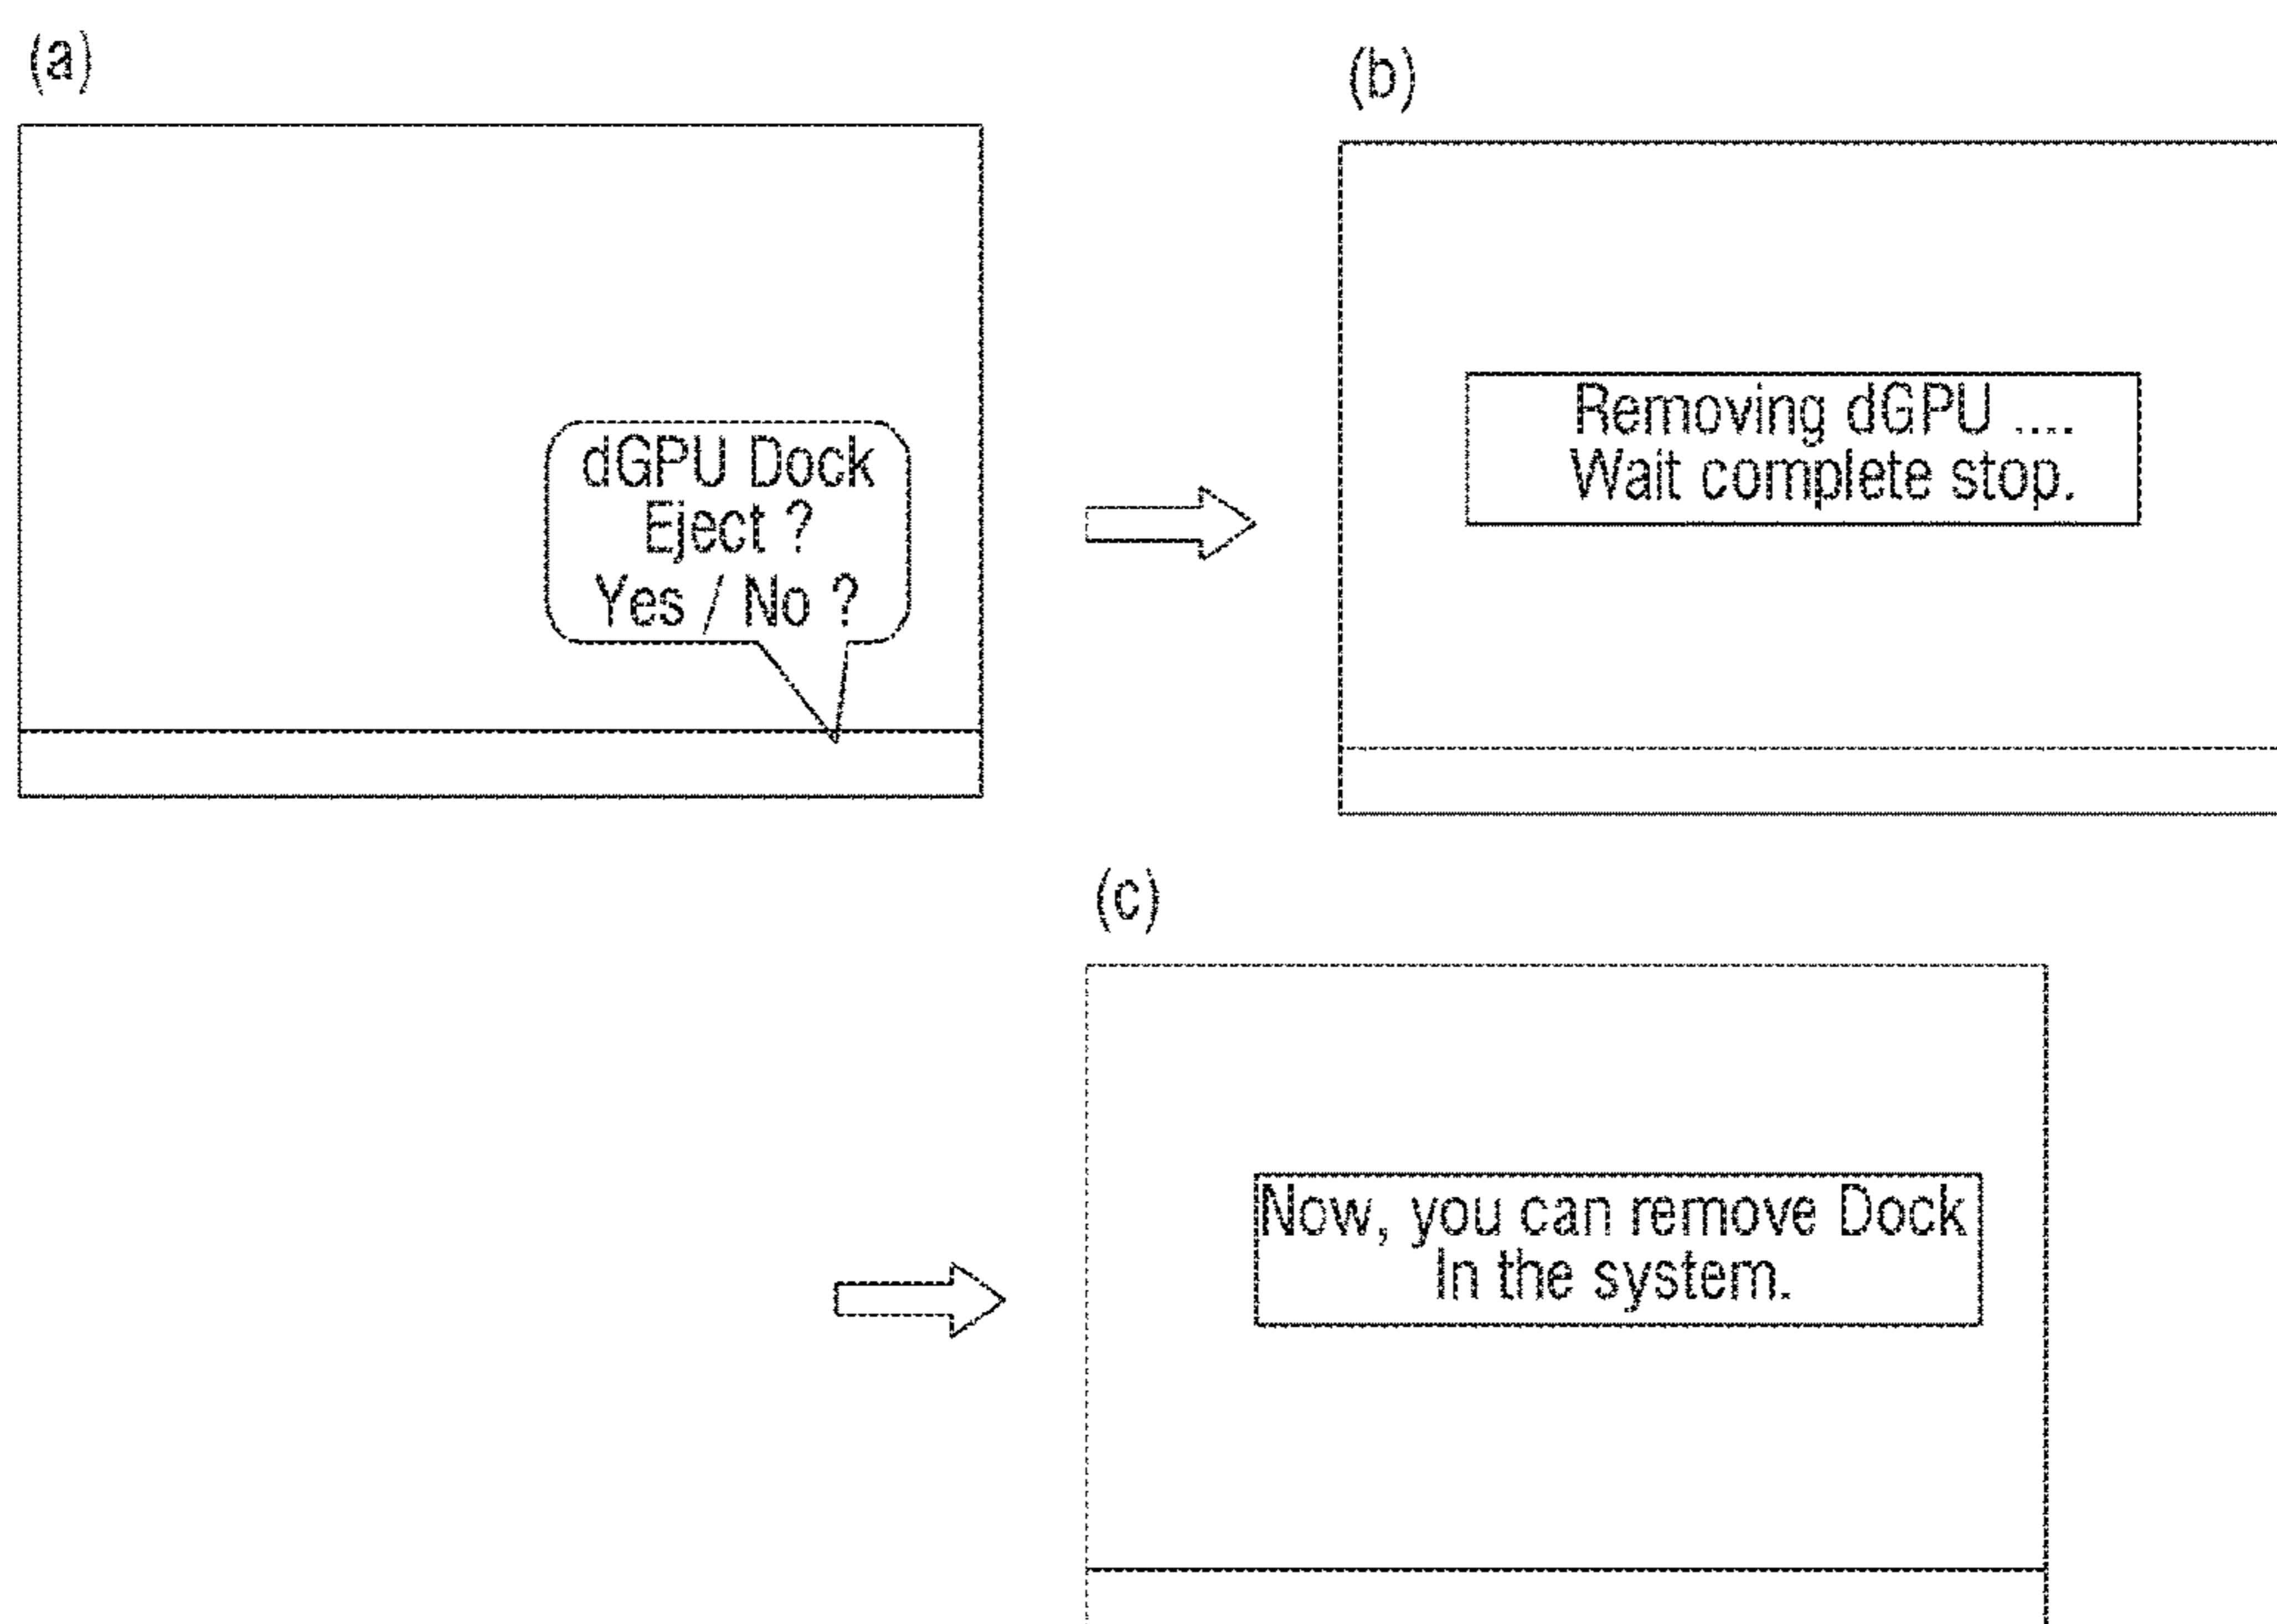 (a)
dGPU Dock
Eject ?
Yes / No ?
(b)
Removing dGPU ....
Wait complete stop.
(c)
Now, you can remove Dock
In the system.